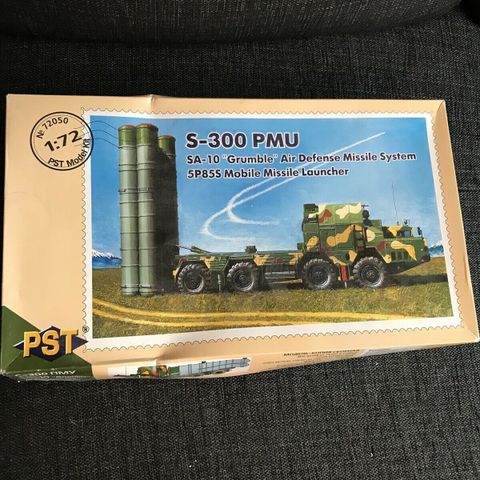 № 72050
1:72
PST Model Kit
S-300 PMU
SA-10 "Grumble" Air Defense Missile System
5P85S Mobile Missile Launcher
PST ®